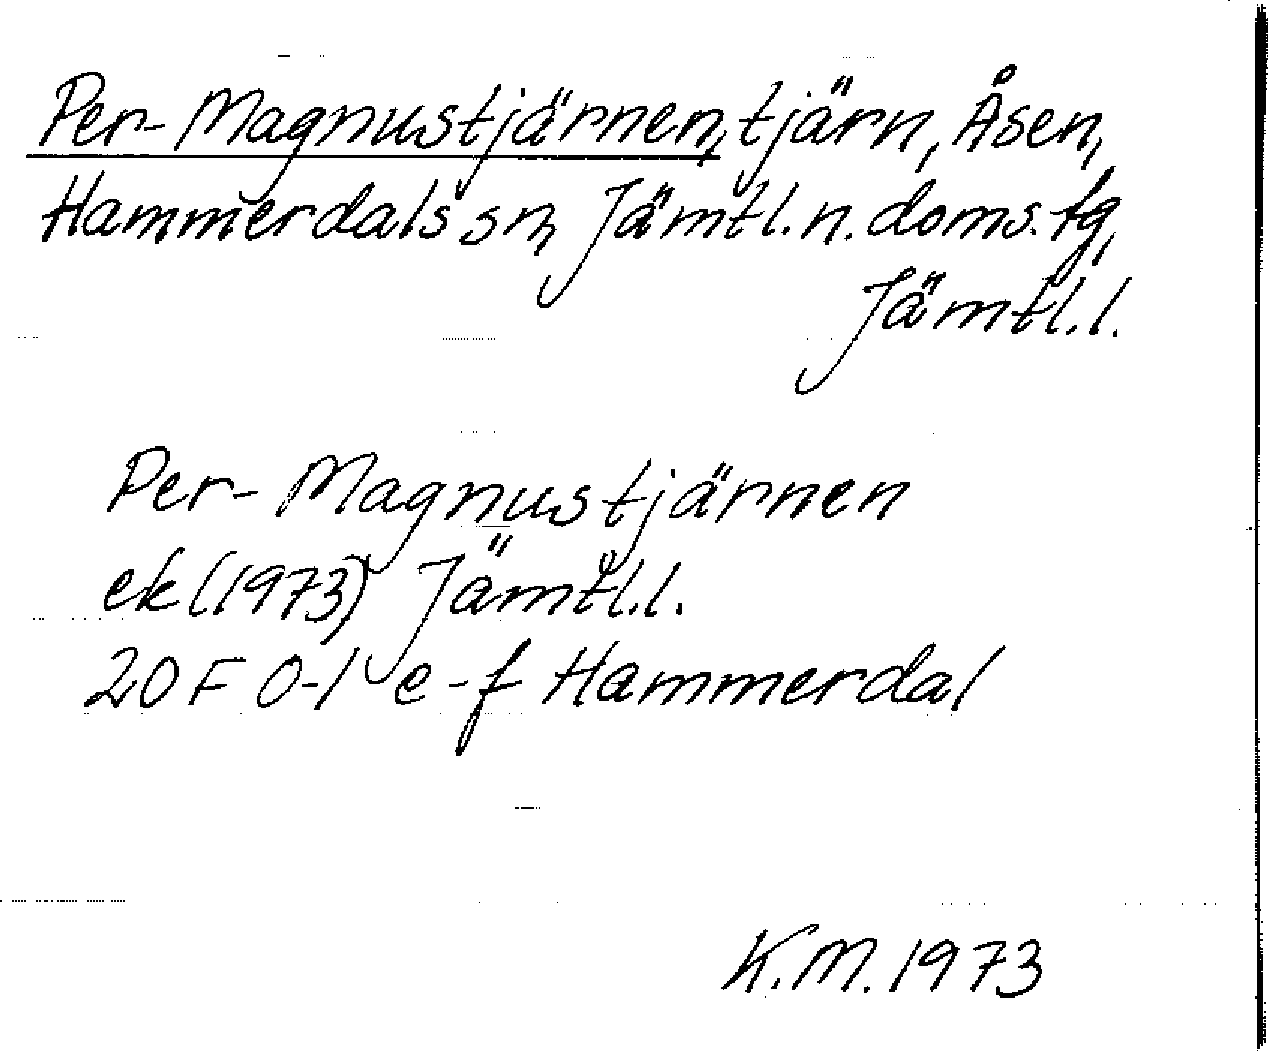 Per-Magnustjärnen, tjärn, Åsen,
Hammerdals sn, Jämtl. n. doms. tg,
Jämtl. l.
Per-Magnustjärnen
ek (1973) Jämtl. l.
20 F 0-1 e-f Hammerdal
K.M. 1973